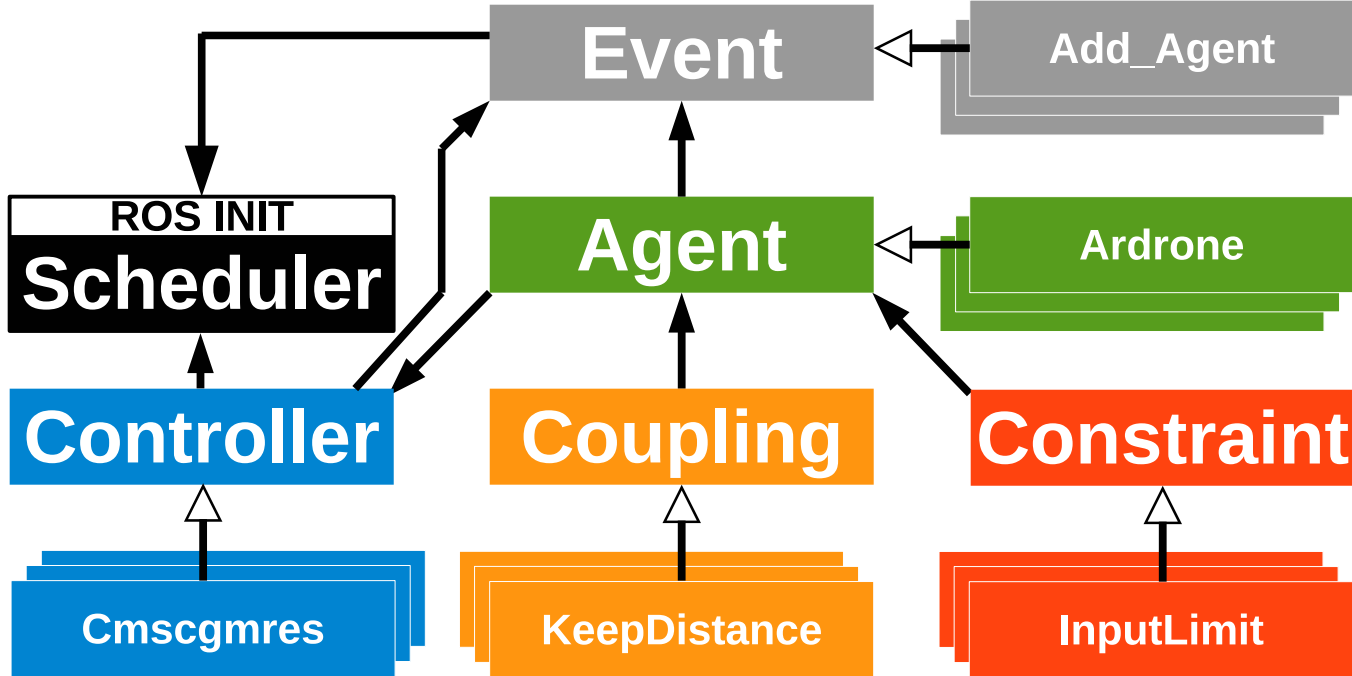 Event
Add_Agent
ROS INIT
Scheduler
Agent
Ardrone
Controller
Coupling
Constraint
Cmscgmres
KeepDistance
InputLimit